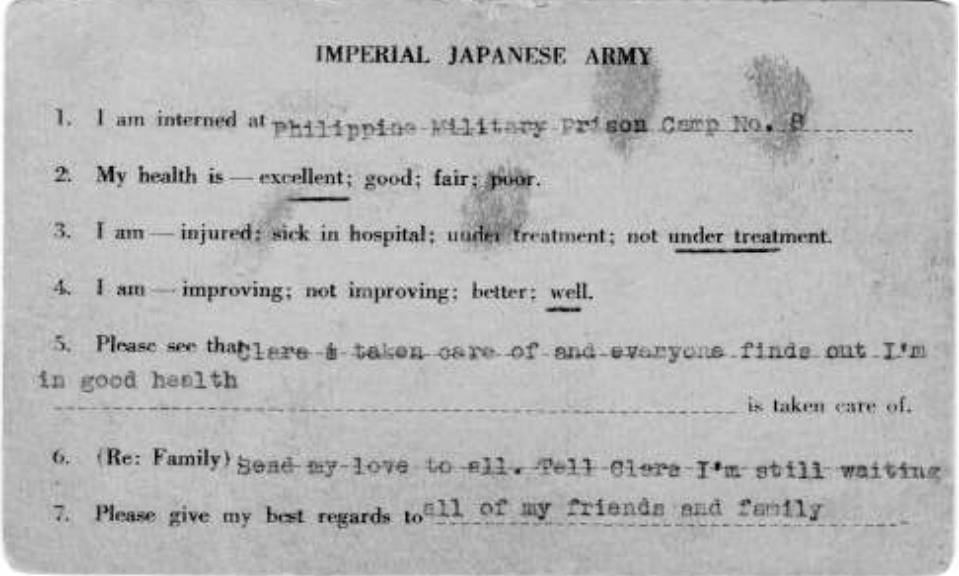 IMPERIAL JAPANESE ARMY
1. I am interned at Philippine Military Prison Camp No. 8
2. My health is — excellent; good; fair; poor.
3. I am — injured; sick in hospital; under treatment; not under treatment.
4. I am — improving; not improving; better; well.
5. Please see that Clara is taken care of and everyone finds out I'm
in good health
is taken care of.
6. (Re: Family) Send my love to all. Tell Clara I'm still waiting
7. Please give my best regards to all of my friends and family